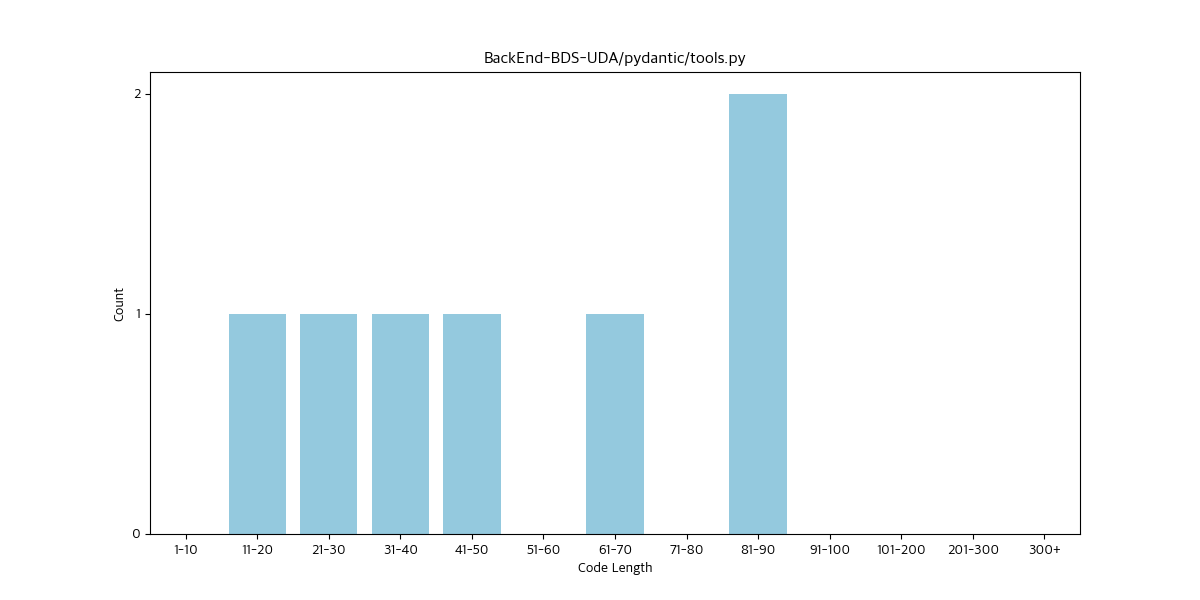 BackEnd-BDS-UDA/pydantic/tools.py
2
1
0
Count
1-10 11-20 21-30 31-40 41-50 51-60 61-70 71-80 81-90 91-100 101-200 201-300 300+
Code Length